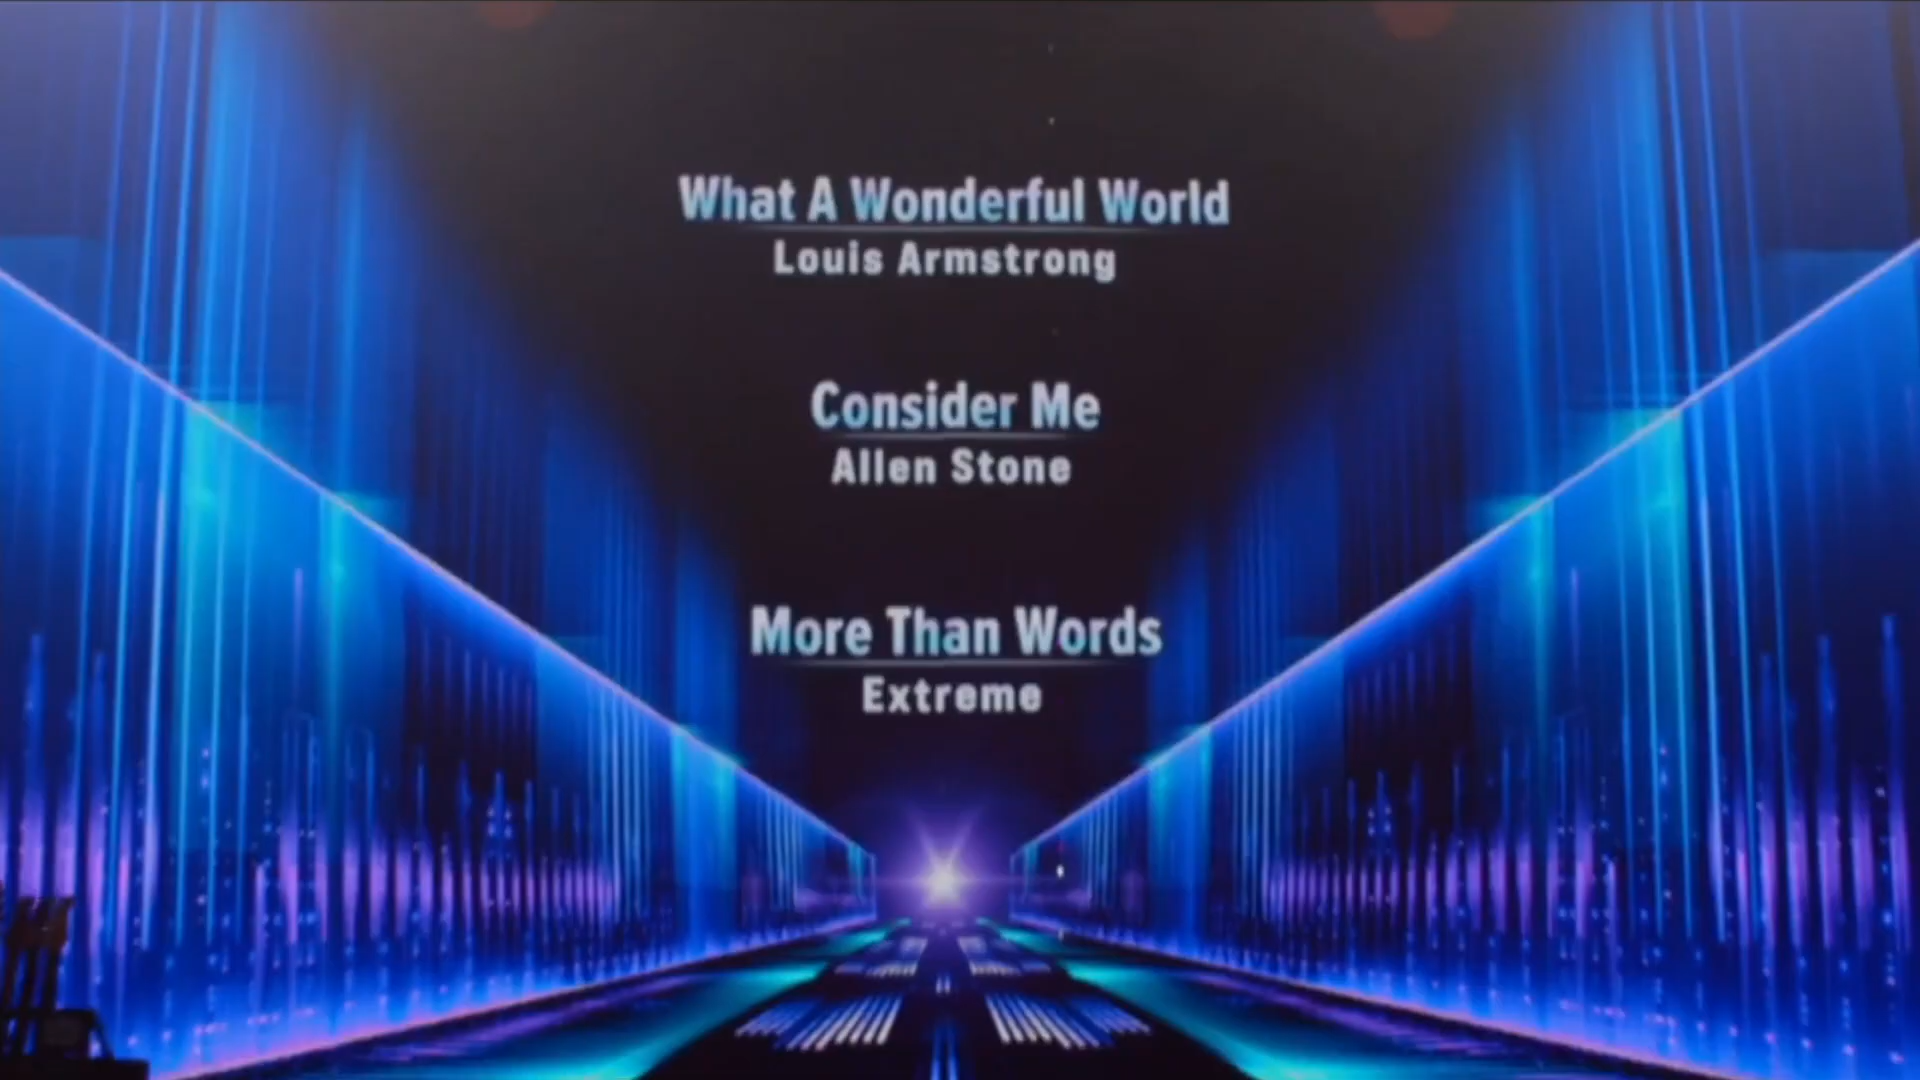 What A Wonderful World
Louis Armstrong
Consider Me
Allen Stone
More Than Words
Extreme